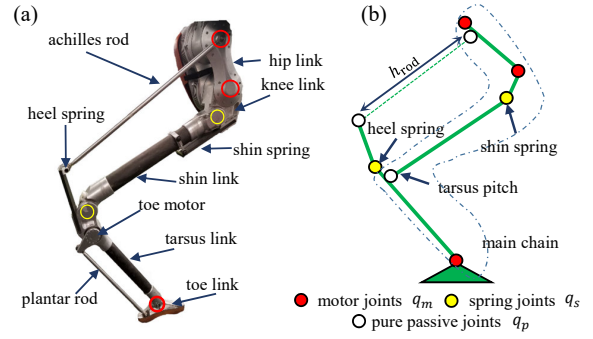 (a)
achilles rod
hip link
knee link
heel spring
shin spring
shin link
toe motor
tarsus link
plantar rod
toe link
(b)
h_rod
heel spring
shin spring
tarsus pitch
main chain
motor joints q_m spring joints q_s
pure passive joints q_p